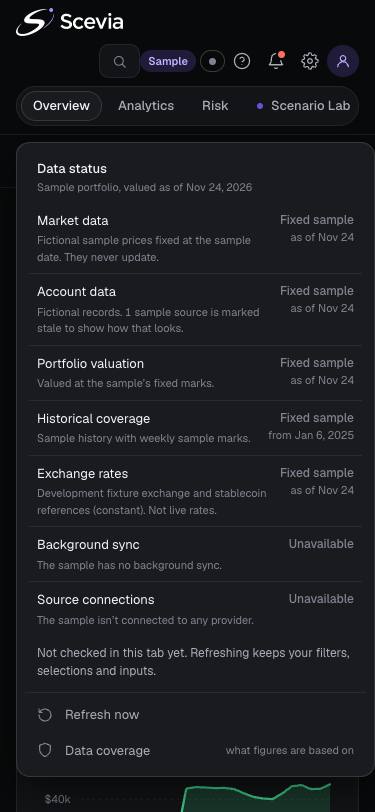 Scevia
Sample
Overview Analytics Risk Scenario Lab
Data status
Sample portfolio, valued as of Nov 24, 2026
Market data Fixed sample
Fictional sample prices fixed at the sample as of Nov 24
date. They never update.
Account data Fixed sample
Fictional records. 1 sample source is marked as of Nov 24
stale to show how that looks.
Portfolio valuation Fixed sample
Valued at the sample's fixed marks. as of Nov 24
Historical coverage Fixed sample
Sample history with weekly sample marks. from Jan 6, 2025
Exchange rates Fixed sample
Development fixture exchange and stablecoin as of Nov 24
references (constant). Not live rates.
Background sync Unavailable
The sample has no background sync.
Source connections Unavailable
The sample isn't connected to any provider.
Not checked in this tab yet. Refreshing keeps your filters,
selections and inputs.
Refresh now
Data coverage what figures are based on
$40k